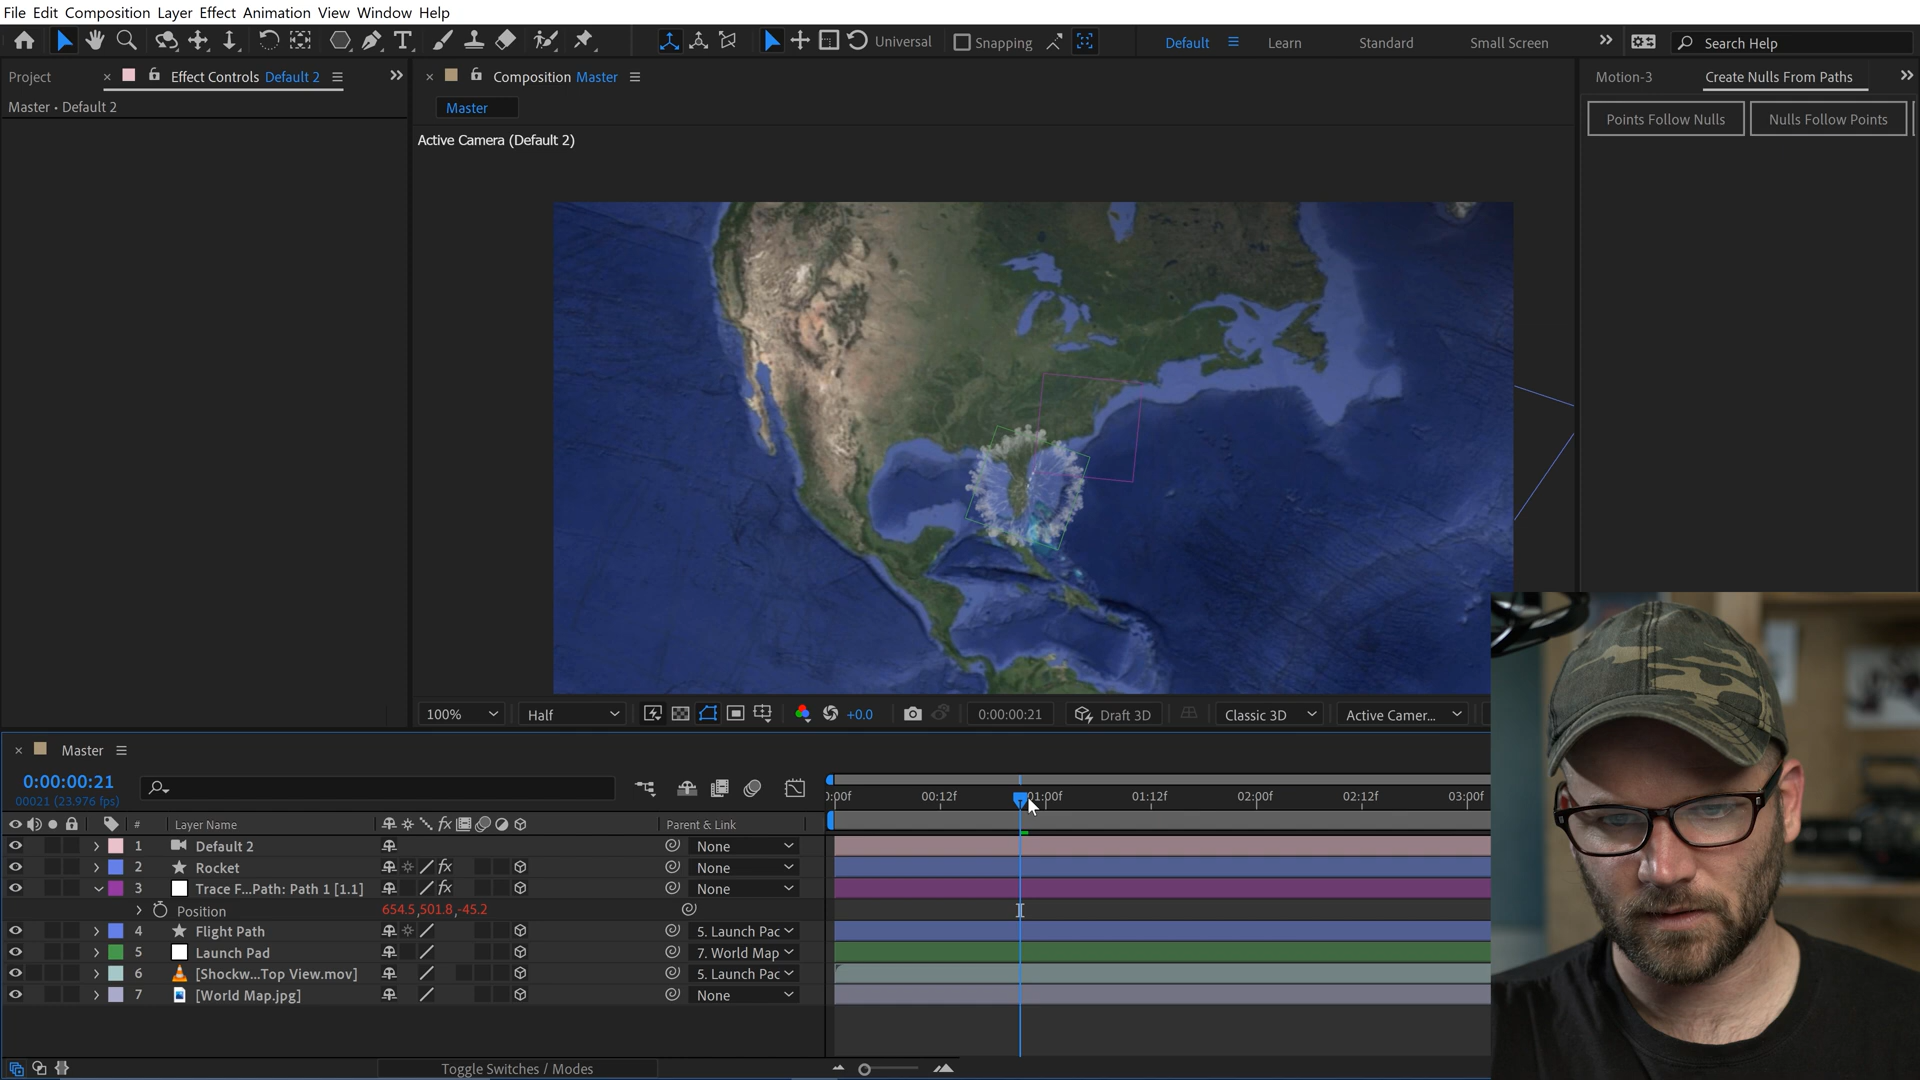 File Edit Composition Layer Effect Animation View Window Help
Universal Snapping Default Learn Standard Small Screen Search Help
Project Effect Controls Default 2 Composition Master Motion-3 Create Nulls From Paths
Master • Default 2 Master
Points Follow Nulls Nulls Follow Points
Active Camera (Default 2)
100% Half +0.0 0:00:00:21 Draft 3D Classic 3D Active Camer...
Master
0:00:00:21
00021 (23.976 fps)
0:00f 00:12f 01:00f 01:12f 02:00f 02:12f 03:00f
# Layer Name fx Parent & Link
1 Default 2 None
2 Rocket fx None
3 Trace F...Path: Path 1 [1.1] fx None
Position 654.5,501.8,-45.2
4 Flight Path 5. Launch Pac
5 Launch Pad 7. World Map
6 [Shockw...Top View.mov] 5. Launch Pac
7 [World Map.jpg] None
Toggle Switches / Modes